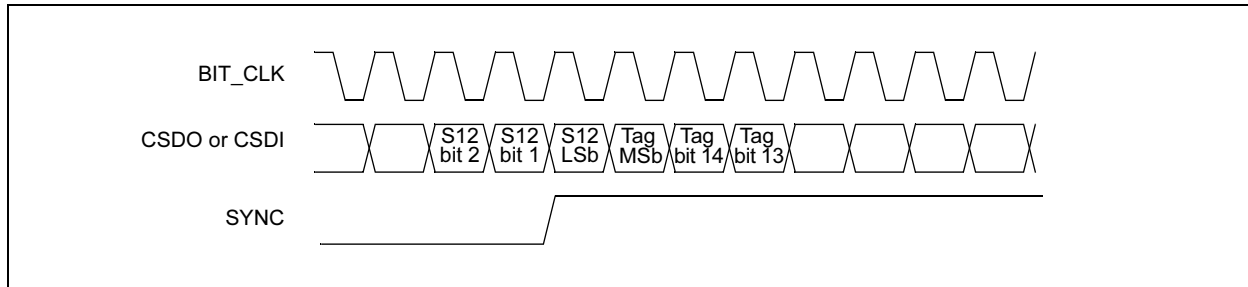 BIT_CLK
CSDO or CSDI
S12 S12 S12 Tag Tag Tag
bit 2 bit 1 LSb MSb bit 14 bit 13
SYNC